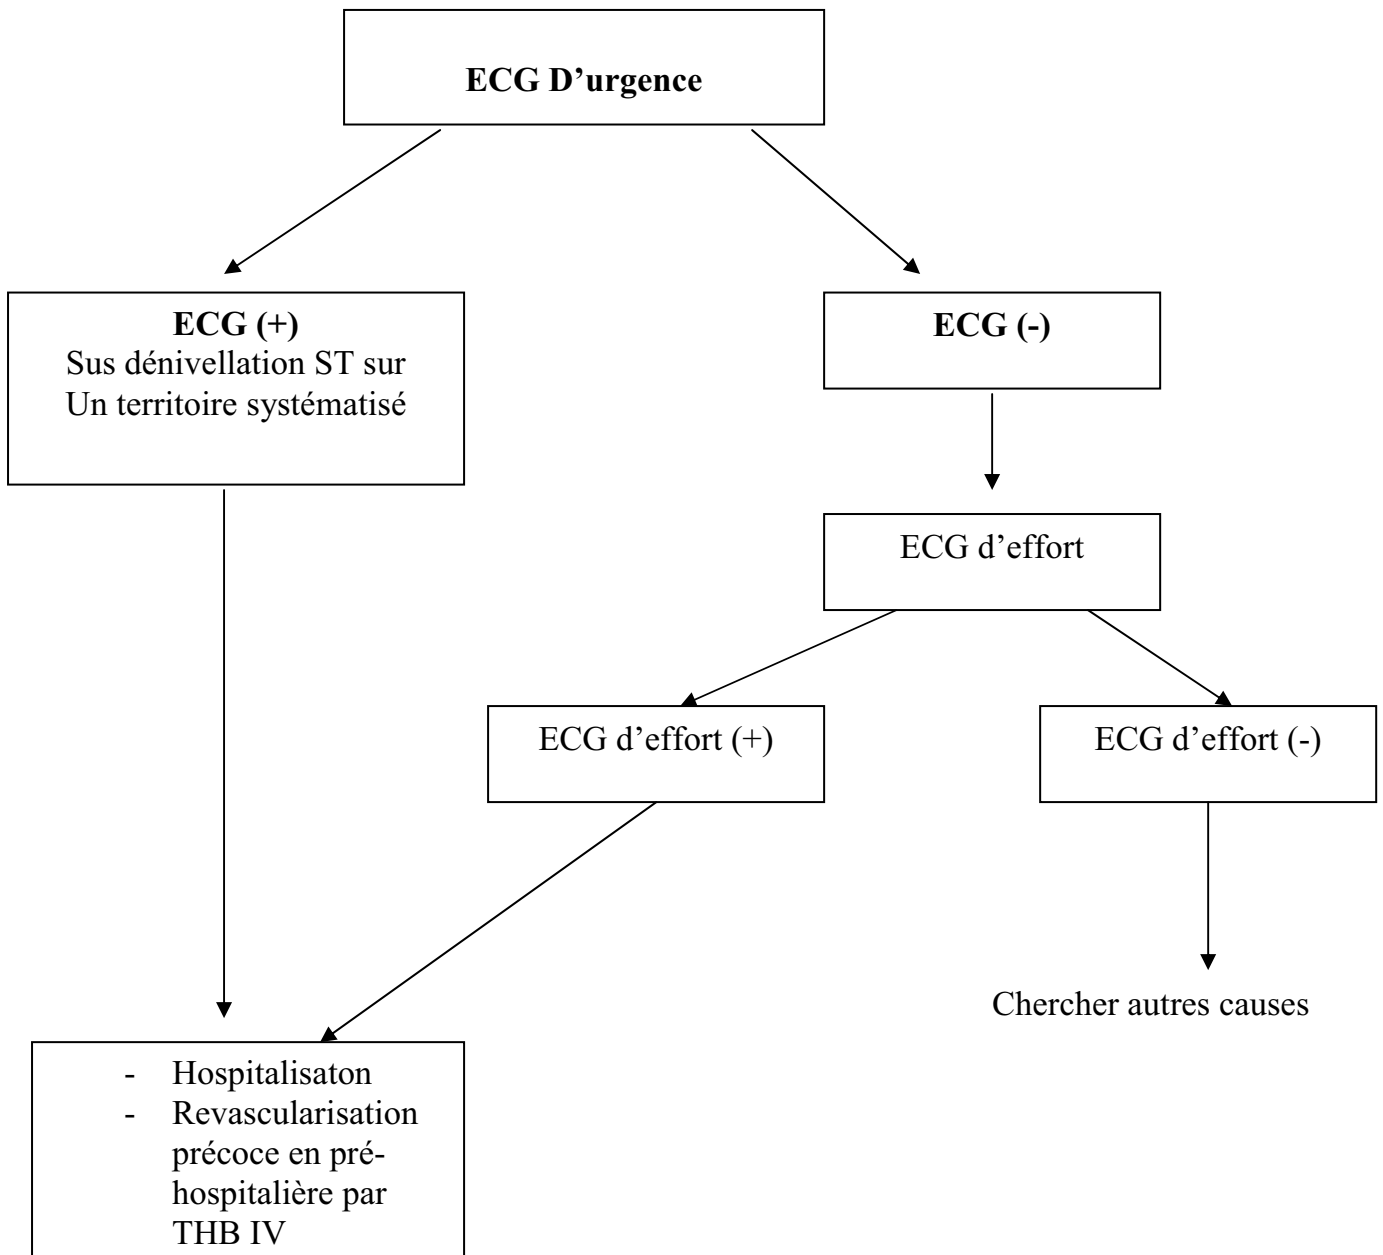 ECG D’urgence
ECG (+)
Sus dénivellation ST sur
Un territoire systématisé
ECG (-)
ECG d’effort
ECG d’effort (+)
ECG d’effort (-)
Chercher autres causes
- Hospitalisaton
- Revascularisation
précoce en pré-
hospitalière par
THB IV